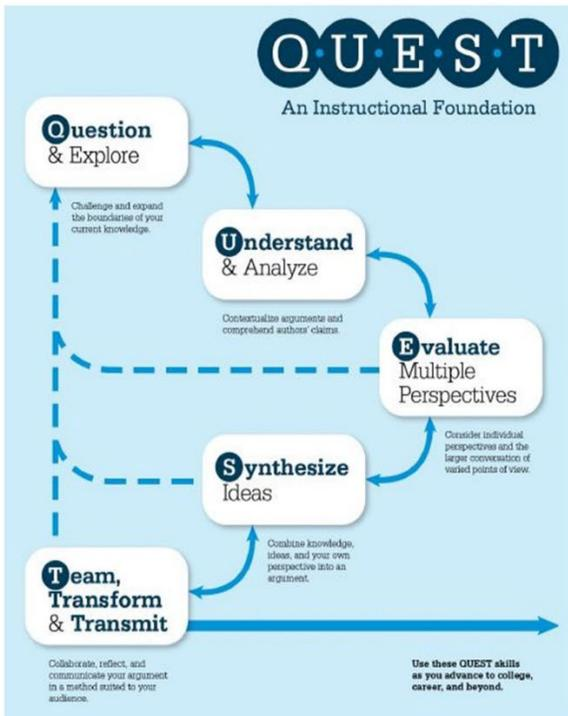 Q·U·E·S·T
An Instructional Foundation
Question
& Explore
Challenge and expand
the boundaries of your
current knowledge.
Understand
& Analyze
Contextualize arguments and
comprehend authors' claims.
Evaluate
Multiple
Perspectives
Consider individual
perspectives and the
larger conversation of
varied points of view.
Synthesize
Ideas
Combine knowledge,
ideas, and your own
perspective into an
argument.
Team,
Transform
& Transmit
Collaborate, reflect, and
communicate your argument
in a method suited to your
audience.
Use these QUEST skills
as you advance to college,
career, and beyond.